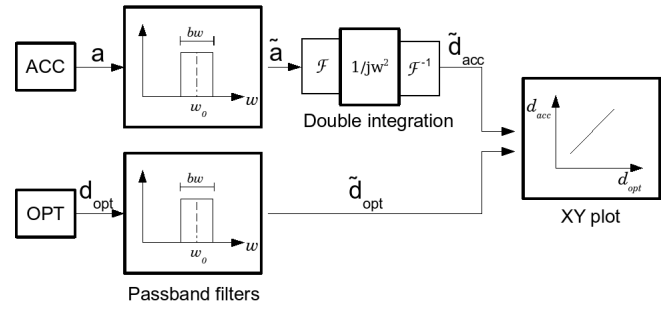 ACC
a
bw
w₀
w
ã
ℱ
1/jw²
ℱ⁻¹
d̃acc
Double integration
dacc
dopt
XY plot
OPT
dopt
bw
w₀
w
d̃opt
Passband filters